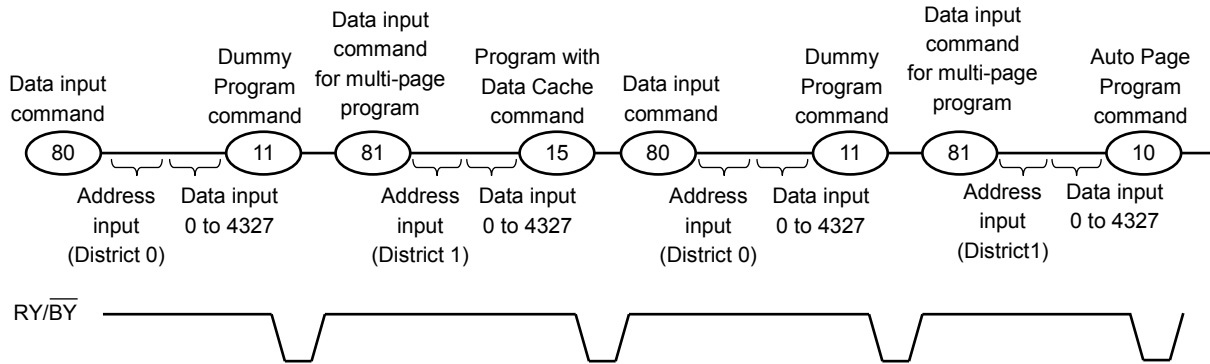 Data input
command
Dummy
Program
command
Data input
command
for multi-page
program
Program with
Data Cache
command
Data input
command
Dummy
Program
command
Data input
command
for multi-page
program
Auto Page
Program
command
80
11
81
15
80
11
81
10
Address
input
(District 0)
Data input
0 to 4327
Address
input
(District 1)
Data input
0 to 4327
Address
input
(District 0)
Data input
0 to 4327
Address
input
(District1)
Data input
0 to 4327
RY/B̅Y̅